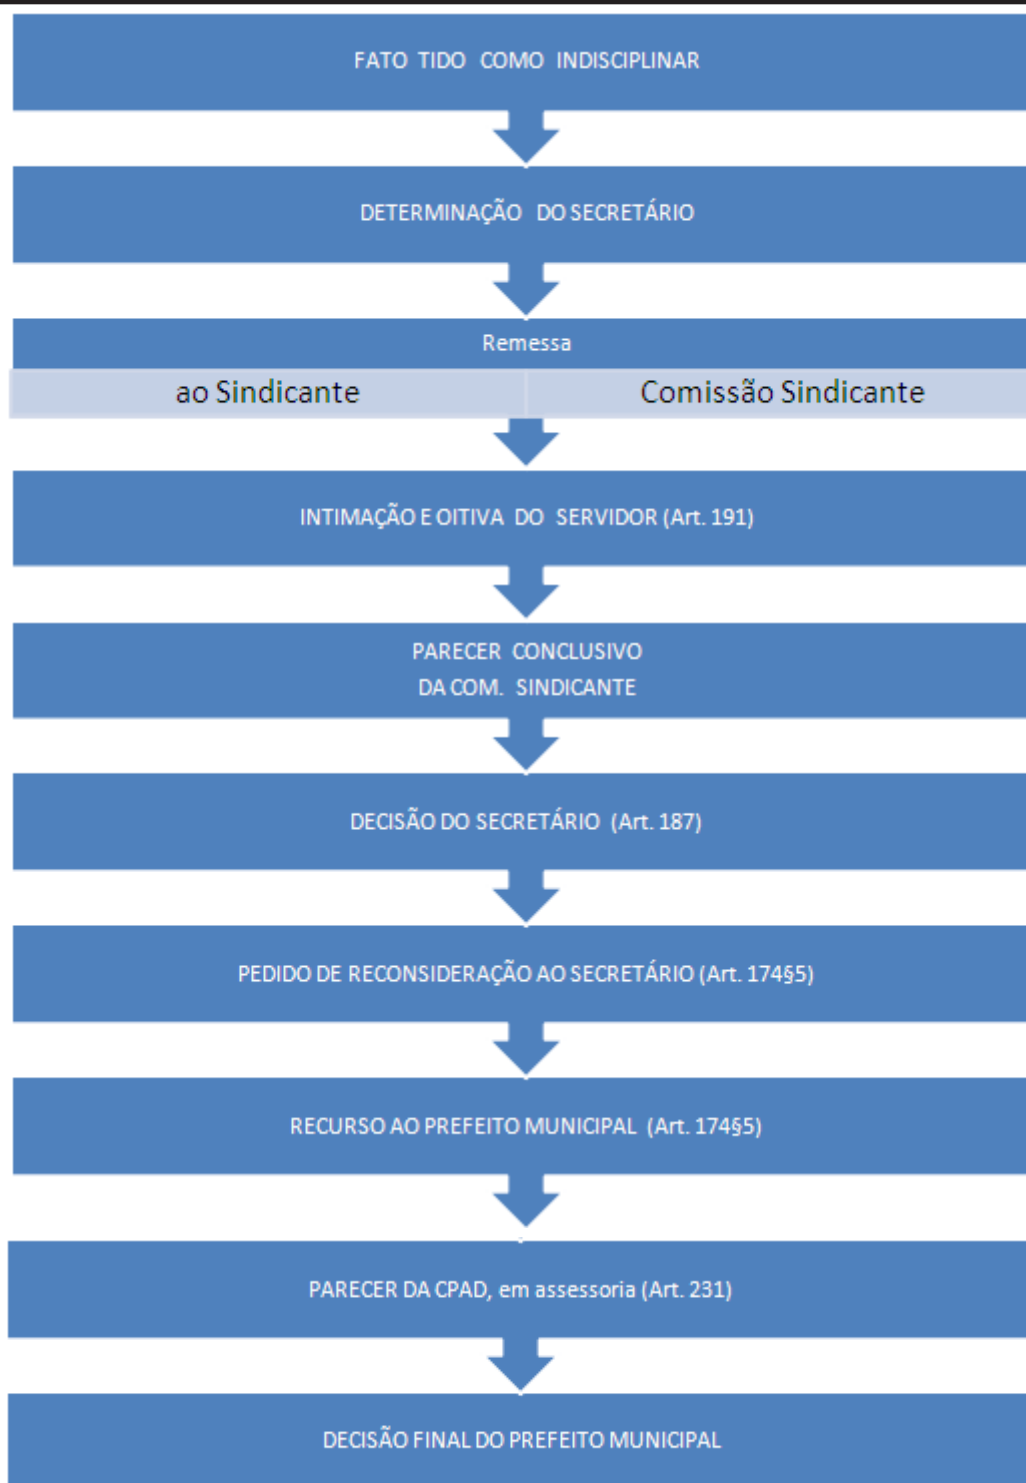 FATO TIDO COMO INDISCIPLINAR
DETERMINAÇÃO DO SECRETÁRIO
Remessa
ao Sindicante
Comissão Sindicante
INTIMAÇÃO E OITIVA DO SERVIDOR (Art. 191)
PARECER CONCLUSIVO
DA COM. SINDICANTE
DECISÃO DO SECRETÁRIO (Art. 187)
PEDIDO DE RECONSIDERAÇÃO AO SECRETÁRIO (Art. 174§5)
RECURSO AO PREFEITO MUNICIPAL (Art. 174§5)
PARECER DA CPAD, em assessoria (Art. 231)
DECISÃO FINAL DO PREFEITO MUNICIPAL